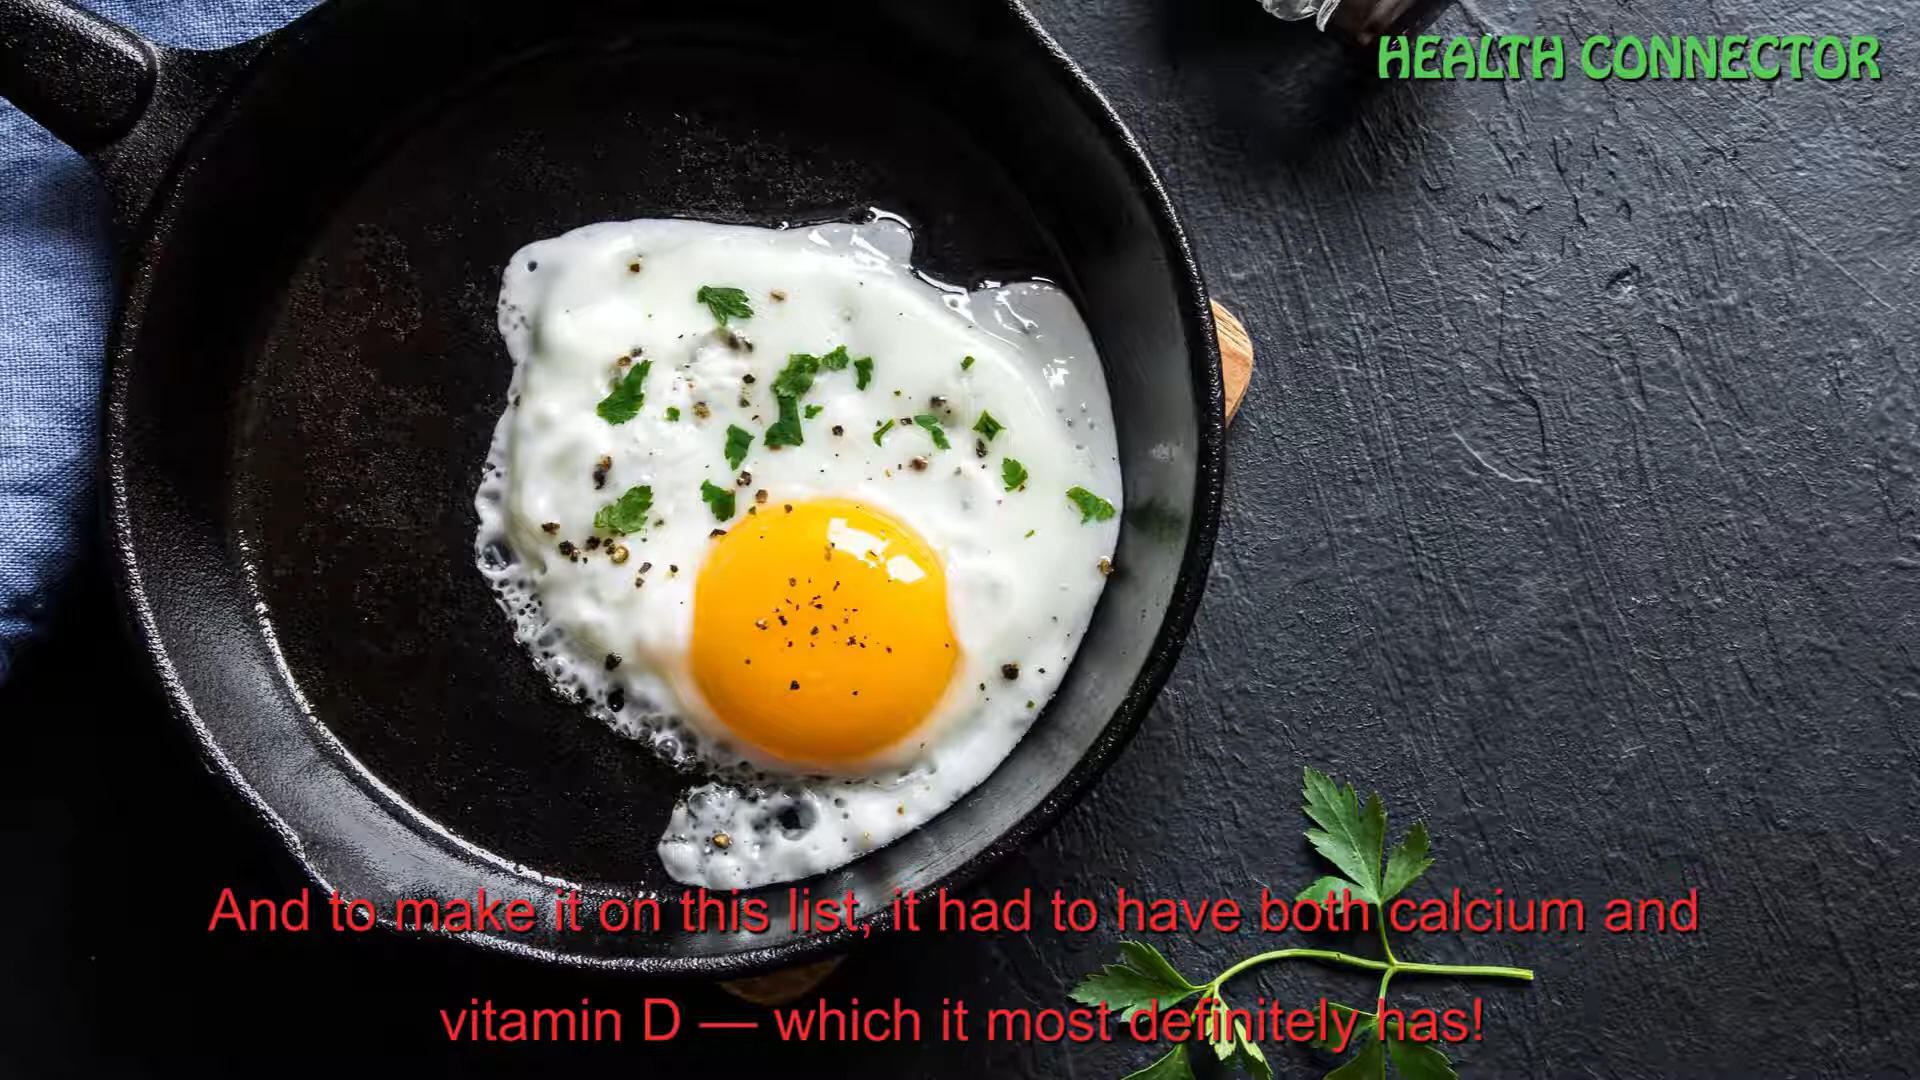 HEALTH CONNECTOR
And to make it on this list, it had to have both calcium and
vitamin D — which it most definitely has!